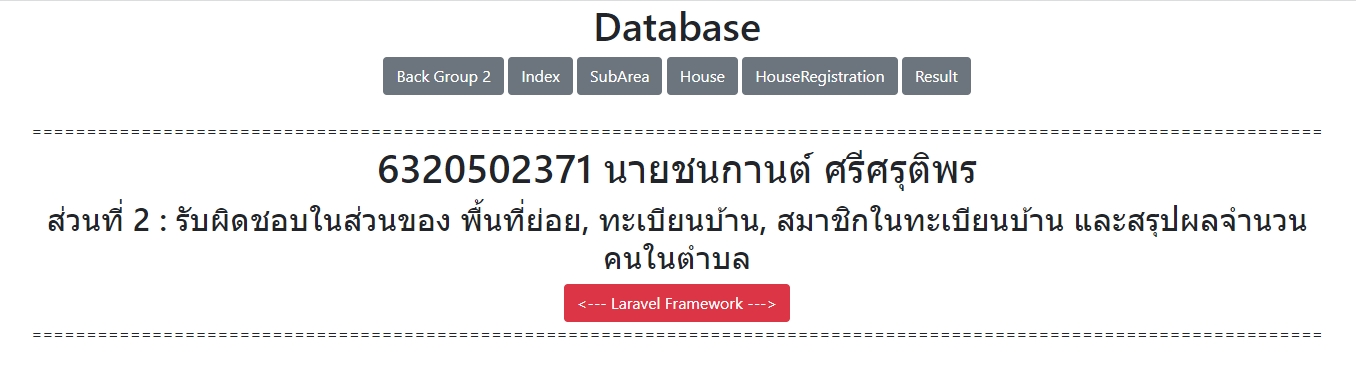 Database
Back Group 2 Index SubArea House HouseRegistration Result
=======================================================================================================================
6320502371 นายชนกานต์ ศรีศรุติพร
ส่วนที่ 2 : รับผิดชอบในส่วนของ พื้นที่ย่อย, ทะเบียนบ้าน, สมาชิกในทะเบียนบ้าน และสรุปผลจำนวน
คนในตำบล
<--- Laravel Framework --->
=======================================================================================================================